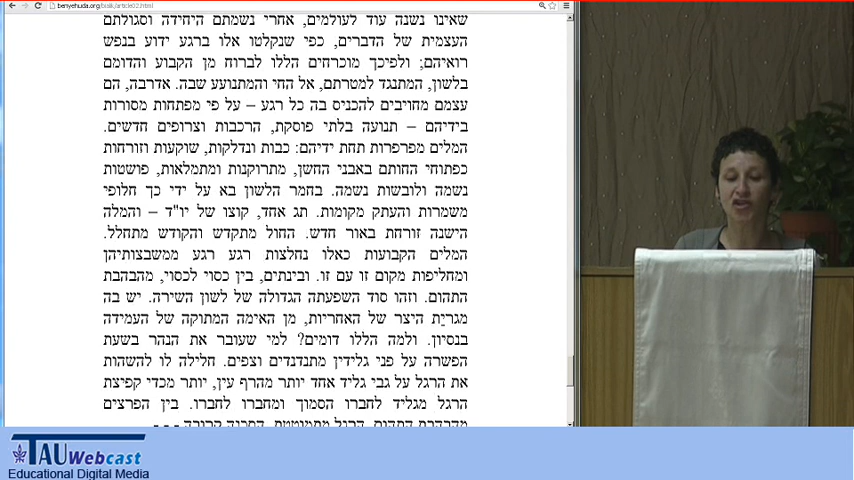 benyehuda.org/bialik/article02.html
שאינו נשנה עוד לעולמים, אחרי נשמתם היחידה וסגולתם
העצמית של הדברים, כפי שנקלטו אלו ברגע ידוע בנפש
רואיהם; ולפיכך מוכרחים הללו לברוח מן הקבוע והדומם
בלשון, המתנגד למטרתם, אל החי והמתנועע שבה. אדרבה, הם
עצמם מחויבים להכניס בה כל רגע – על פי מפתחות מסורות
בידיהם – תנועה בלתי פוסקת, הרכבות וצרופים חדשים.
המלים מפרפרות תחת ידיהם: כבות ונדלקות, שוקעות וזורחות
כפתוחי החותם באבני החשן, מתרוקנות ומתמלאות, פושטות
נשמה ולובשות נשמה. בחמר הלשון בא על ידי כך חלופי
משמרות והעתק מקומות. תג אחד, קוצו של יו"ד – והמלה
הישנה זורחת באור חדש. החול מתקדש והקודש מתחלל.
המלים הקבועות כאלו נחלצות רגע רגע ממשבצותיהן
ומחליפות מקום זו עם זו. ובינתים, בין כסוי לכסוי, מהבהבת
התהום. וזהו סוד השפעתה הגדולה של לשון השירה. יש בה
מגריַת היצר של האחריות, מן האימה המתוקה של העמידה
בנסיון. ולמה הללו דומים? למי שעובר את הנהר בשעת
הפשרה על פני גלידין מתנדנדים וצפים. חלילה לו להשהות
את הרגל על גבי גליד אחד יותר מהרף עין, יותר מכדי קפיצת
הרגל מגליד לחברו הסמוך ומחברו לחברו. בין הפרצים
מהבהבת התהום, הרגל מתמוטטת, הסכנה קרובה - - -
TAU Webcast
Educational Digital Media